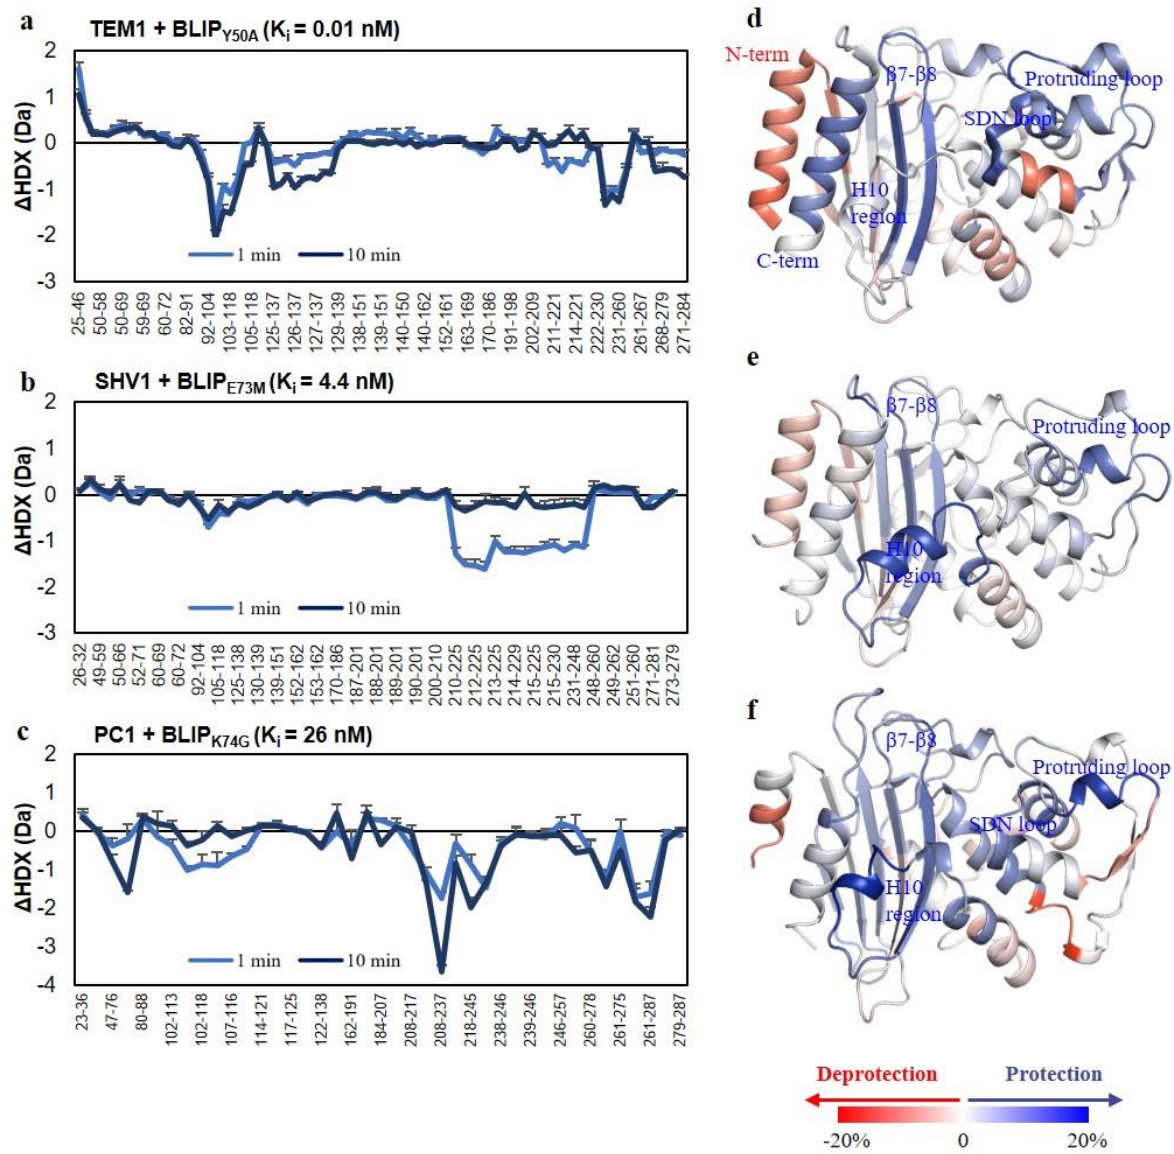 a
TEM1 + BLIPY50A (Ki = 0.01 nM)
ΔHDX (Da)
2
1
0
-1
-2
-3
1 min
10 min
25-46
50-58
50-69
59-69
60-72
82-91
92-104
103-118
105-118
125-137
126-137
127-137
129-139
138-151
140-150
140-162
152-161
163-169
170-186
191-198
202-209
211-221
214-221
222-230
231-260
261-267
268-279
271-284
b
SHV1 + BLIPE73M (Ki = 4.4 nM)
ΔHDX (Da)
2
1
0
-1
-2
-3
1 min
10 min
26-32
49-59
50-66
52-71
60-69
60-72
92-104
105-118
125-138
130-139
139-151
152-162
153-162
170-186
187-201
188-201
189-201
190-201
200-210
210-225
212-225
213-225
214-229
215-225
215-230
231-248
248-260
249-262
251-260
271-281
273-279
c
PC1 + BLIPK74G (Ki = 26 nM)
ΔHDX (Da)
2
1
0
-1
-2
-3
-4
1 min
10 min
23-36
47-76
80-88
102-113
102-118
107-116
114-121
117-125
122-138
162-191
184-207
208-217
208-237
218-245
238-246
239-246
246-257
260-278
261-275
261-287
279-287
d
N-term
β7-β8
Protruding loop
SDN loop
H10
region
C-term
e
β7-β8
Protruding loop
H10
region
f
β7-β8
Protruding loop
SDN loop
H10
region
Deprotection
Protection
-20%
0
20%